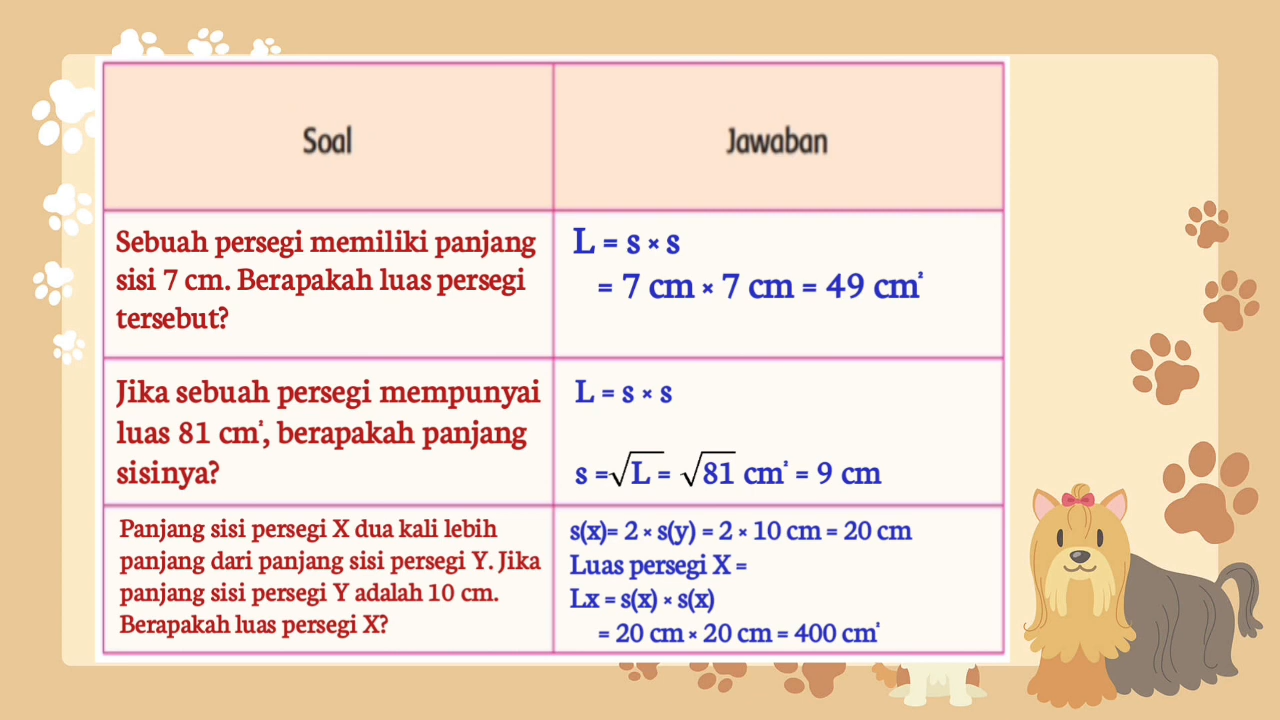 Soal
Jawaban
Sebuah persegi memiliki panjang
sisi 7 cm. Berapakah luas persegi
tersebut?
L = s × s
= 7 cm × 7 cm = 49 cm²
Jika sebuah persegi mempunyai
luas 81 cm², berapakah panjang
sisinya?
L = s × s
s =√L = √81 cm² = 9 cm
Panjang sisi persegi X dua kali lebih
panjang dari panjang sisi persegi Y. Jika
panjang sisi persegi Y adalah 10 cm.
Berapakah luas persegi X?
s(x)= 2 × s(y) = 2 × 10 cm = 20 cm
Luas persegi X =
Lx = s(x) × s(x)
= 20 cm × 20 cm = 400 cm²